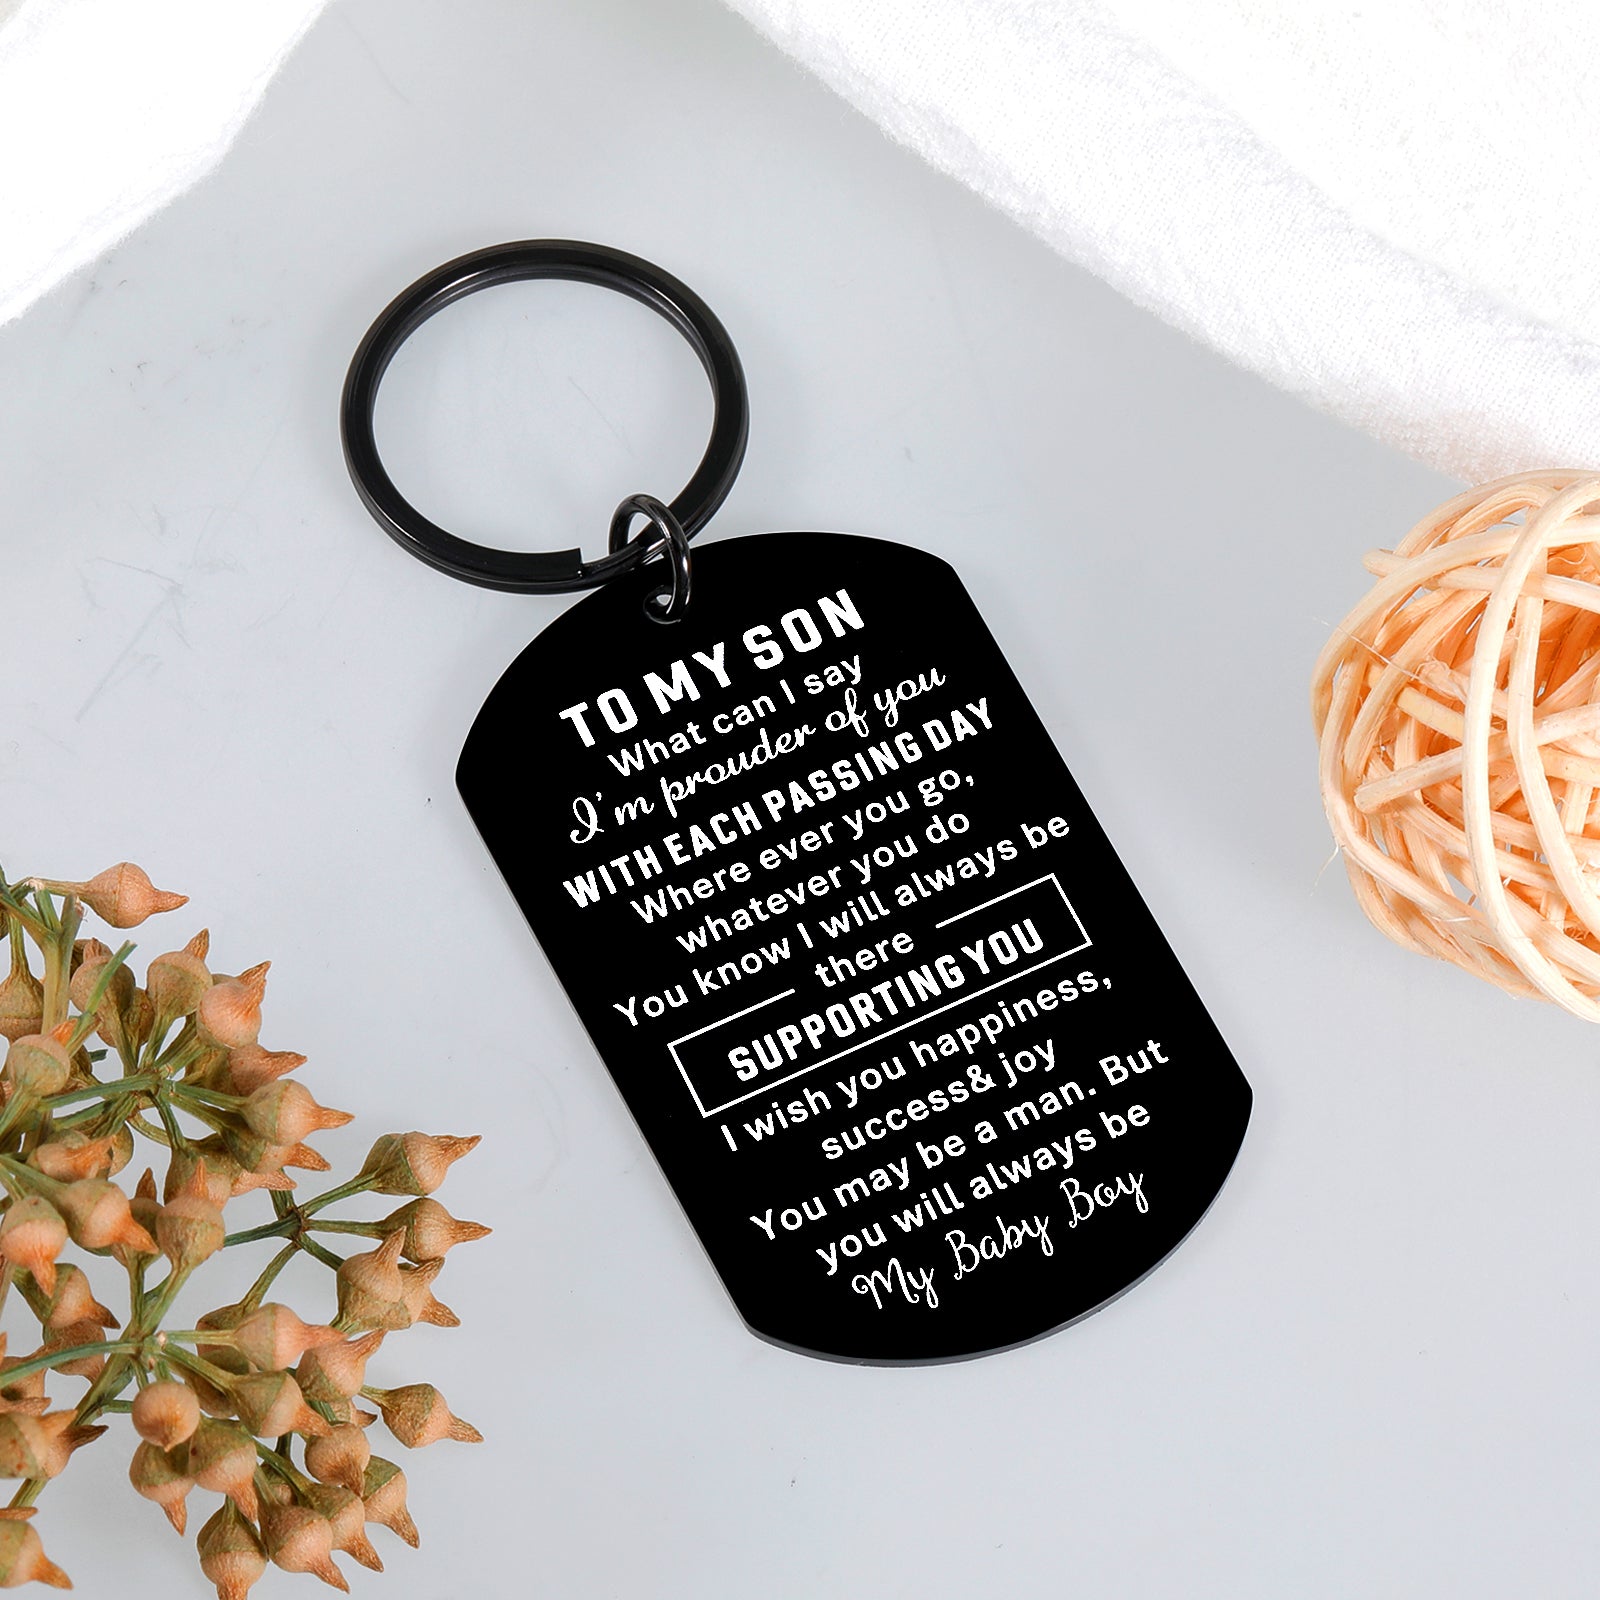 TO MY SON
What can I say
I'm prouder of you
WITH EACH PASSING DAY
Where ever you go,
whatever you do
You know I will always be
there
SUPPORTING YOU
I wish you happiness,
success& joy
You may be a man. But
you will always be
My Baby Boy